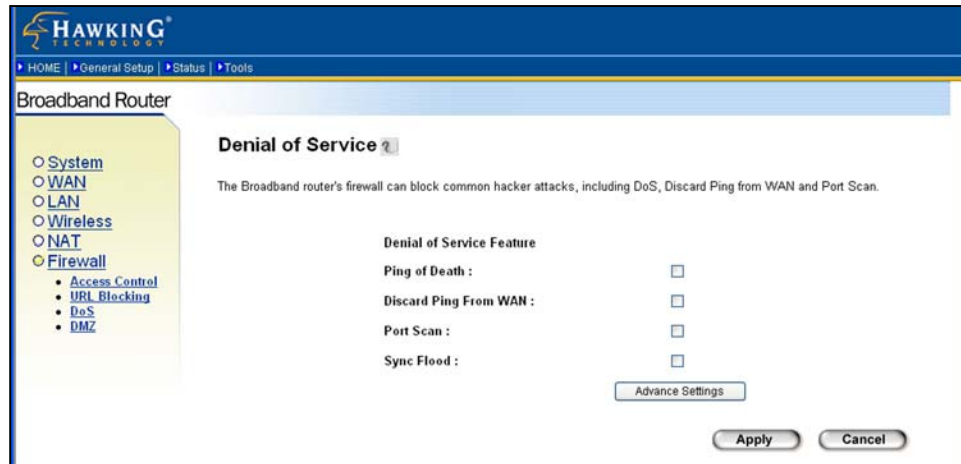 HAWKING®
TECHNOLOGY
HOME | General Setup | Status | Tools
Broadband Router
System
WAN
LAN
Wireless
NAT
Firewall
Access Control
URL Blocking
DoS
DMZ
Denial of Service
The Broadband router's firewall can block common hacker attacks, including DoS, Discard Ping from WAN and Port Scan.
Denial of Service Feature
Ping of Death :
Discard Ping From WAN :
Port Scan :
Sync Flood :
Advance Settings
Apply Cancel